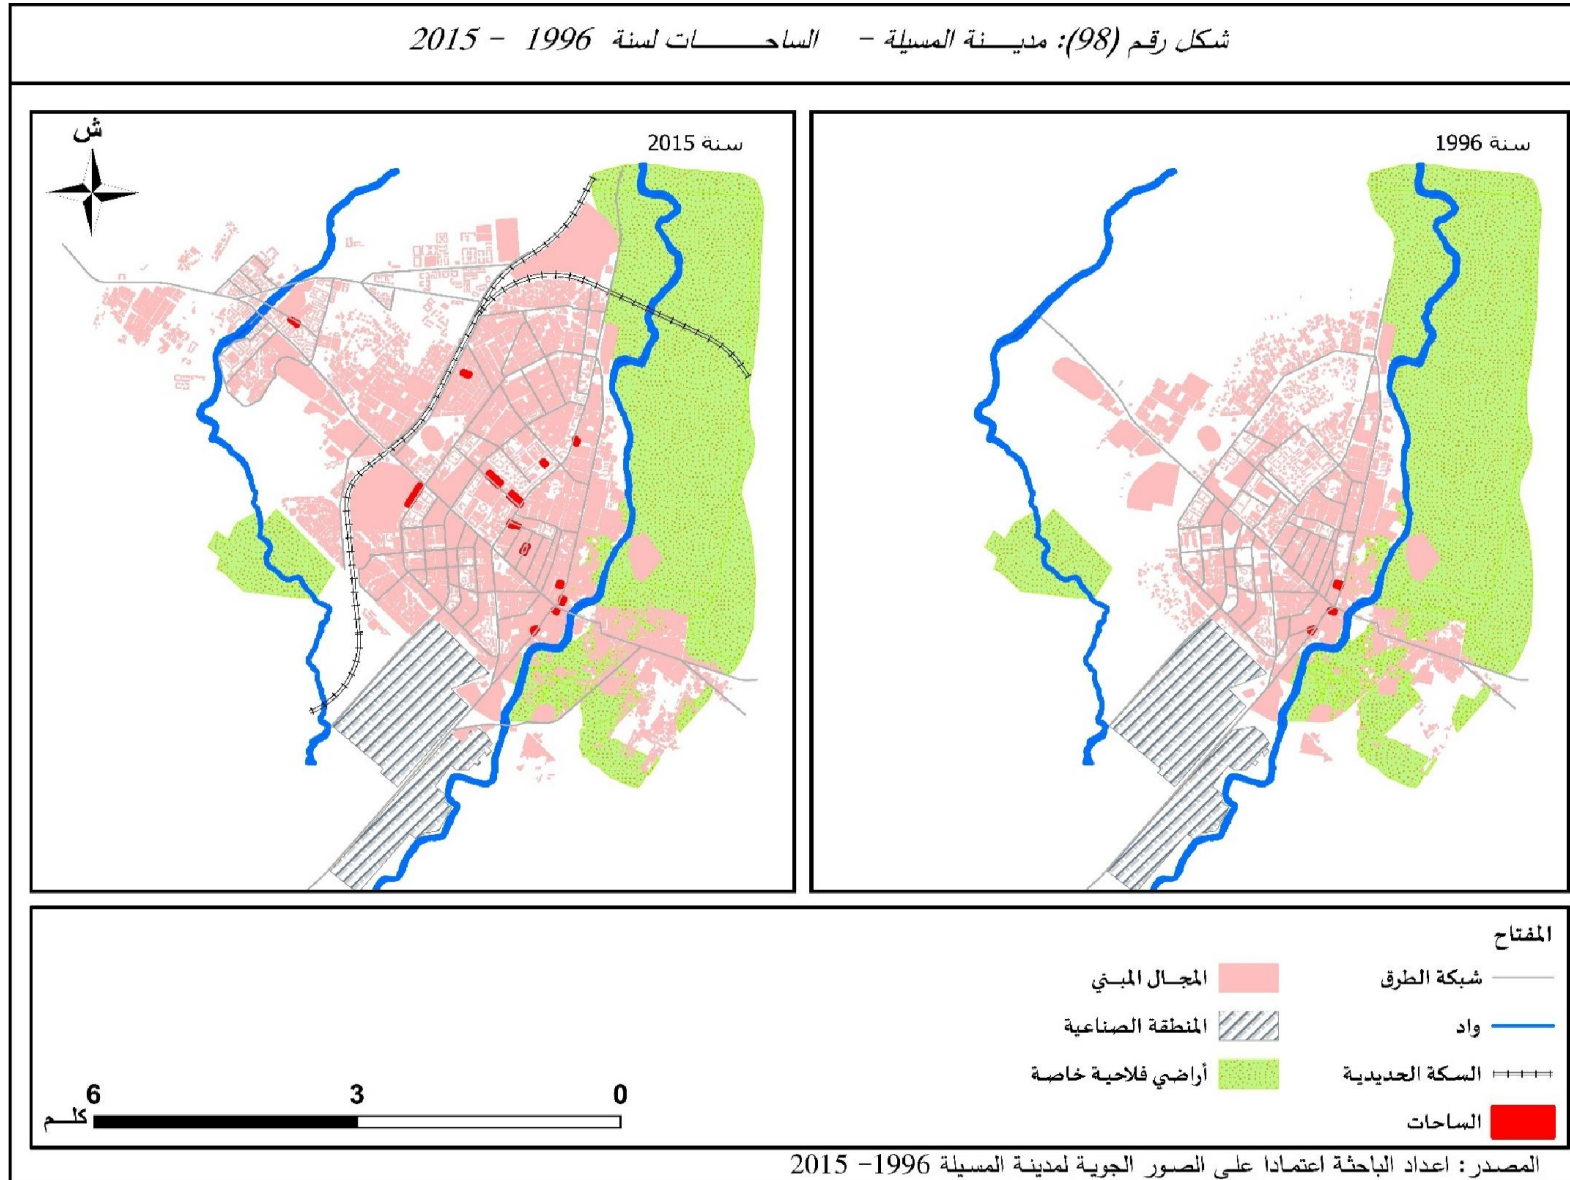 شكل رقم (98): مدينة المسيلة - الساحات لسنة 1996 - 2015
سنة 1996
سنة 2015
ش
المفتاح
شبكة الطرق
المجال المبني
واد
المنطقة الصناعية
السكة الحديدية
أراضي فلاحية خاصة
الساحات
0 3 6 كلم
المصدر: اعداد الباحثة اعتمادا على الصور الجوية لمدينة المسيلة 1996- 2015